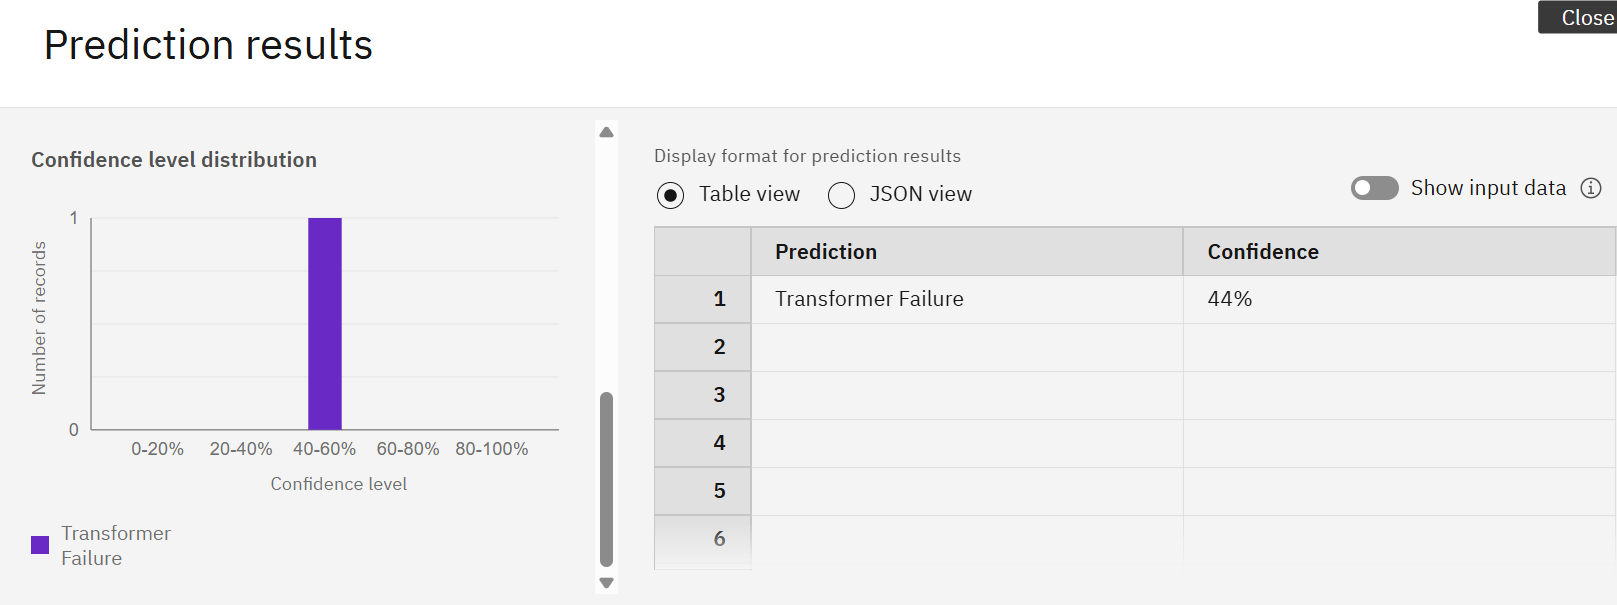 Close
Prediction results
Confidence level distribution
1
Number of records
0
0-20% 20-40% 40-60% 60-80% 80-100%
Confidence level
Transformer
Failure
Display format for prediction results
Table view JSON view
Show input data
Prediction Confidence
1 Transformer Failure 44%
2
3
4
5
6